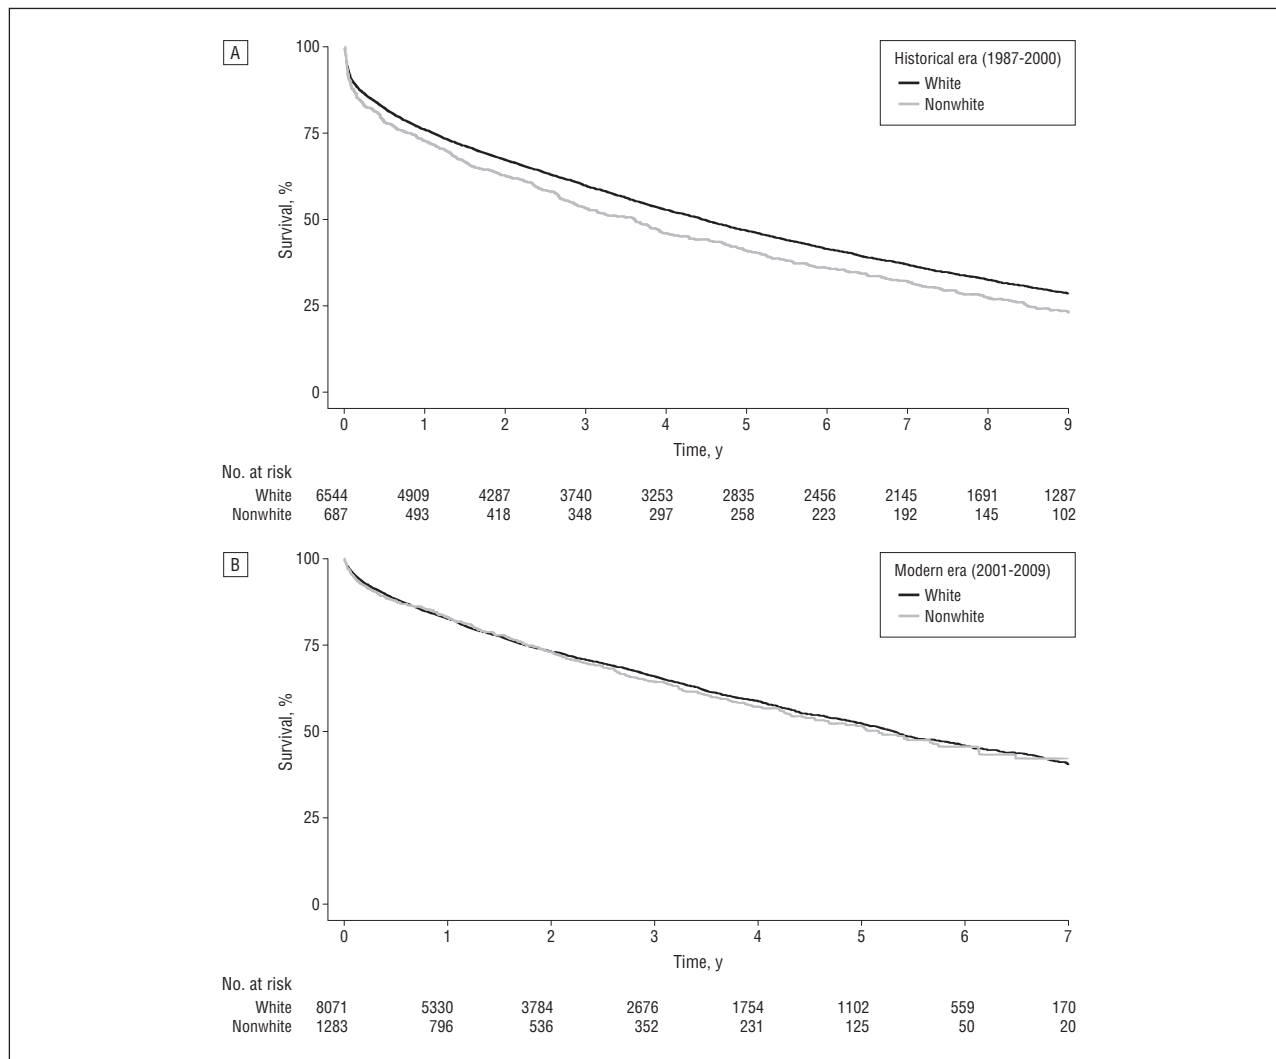 A
Historical era (1987-2000)
White
Nonwhite
100
75
50
25
0
Survival, %
0 1 2 3 4 5 6 7 8 9
Time, y
No. at risk
White 6544 4909 4287 3740 3253 2835 2456 2145 1691 1287
Nonwhite 687 493 418 348 297 258 223 192 145 102
B
Modern era (2001-2009)
White
Nonwhite
100
75
50
25
0
Survival, %
0 1 2 3 4 5 6 7
Time, y
No. at risk
White 8071 5330 3784 2676 1754 1102 559 170
Nonwhite 1283 796 536 352 231 125 50 20